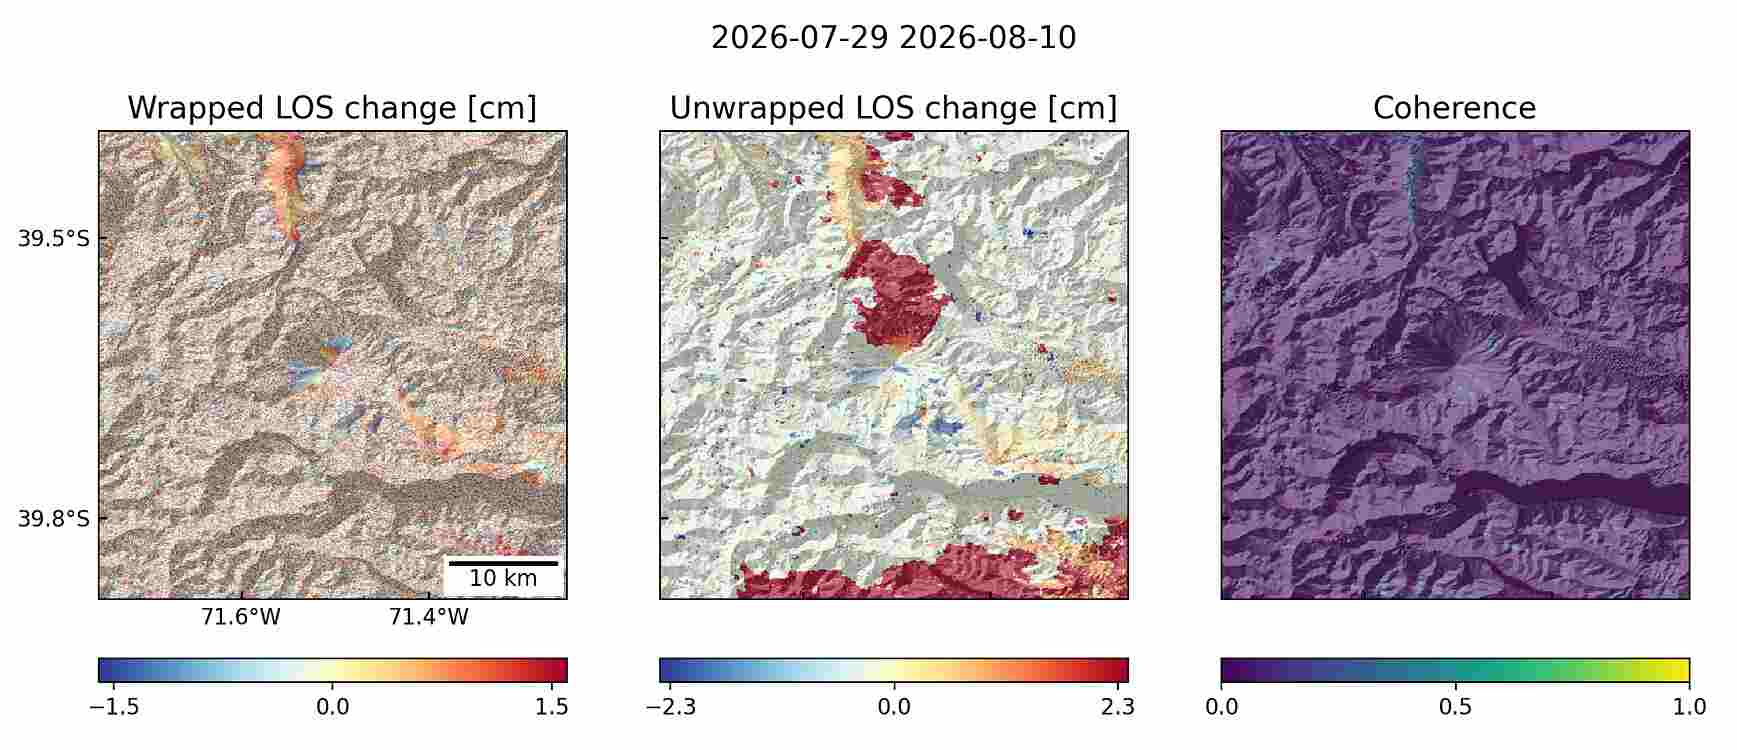 2026-07-29 2026-08-10
Wrapped LOS change [cm]
Unwrapped LOS change [cm]
Coherence
39.5°S
39.8°S
10 km
71.6°W
71.4°W
−1.5
0.0
1.5
−2.3
0.0
2.3
0.0
0.5
1.0